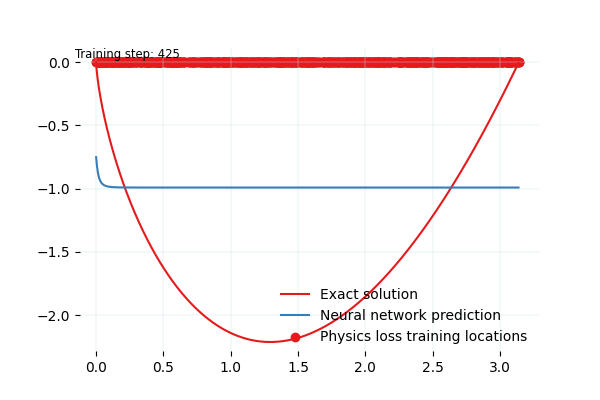 Training step: 425
0.0
−0.5
−1.0
−1.5
−2.0
Exact solution
Neural network prediction
Physics loss training locations
0.0 0.5 1.0 1.5 2.0 2.5 3.0